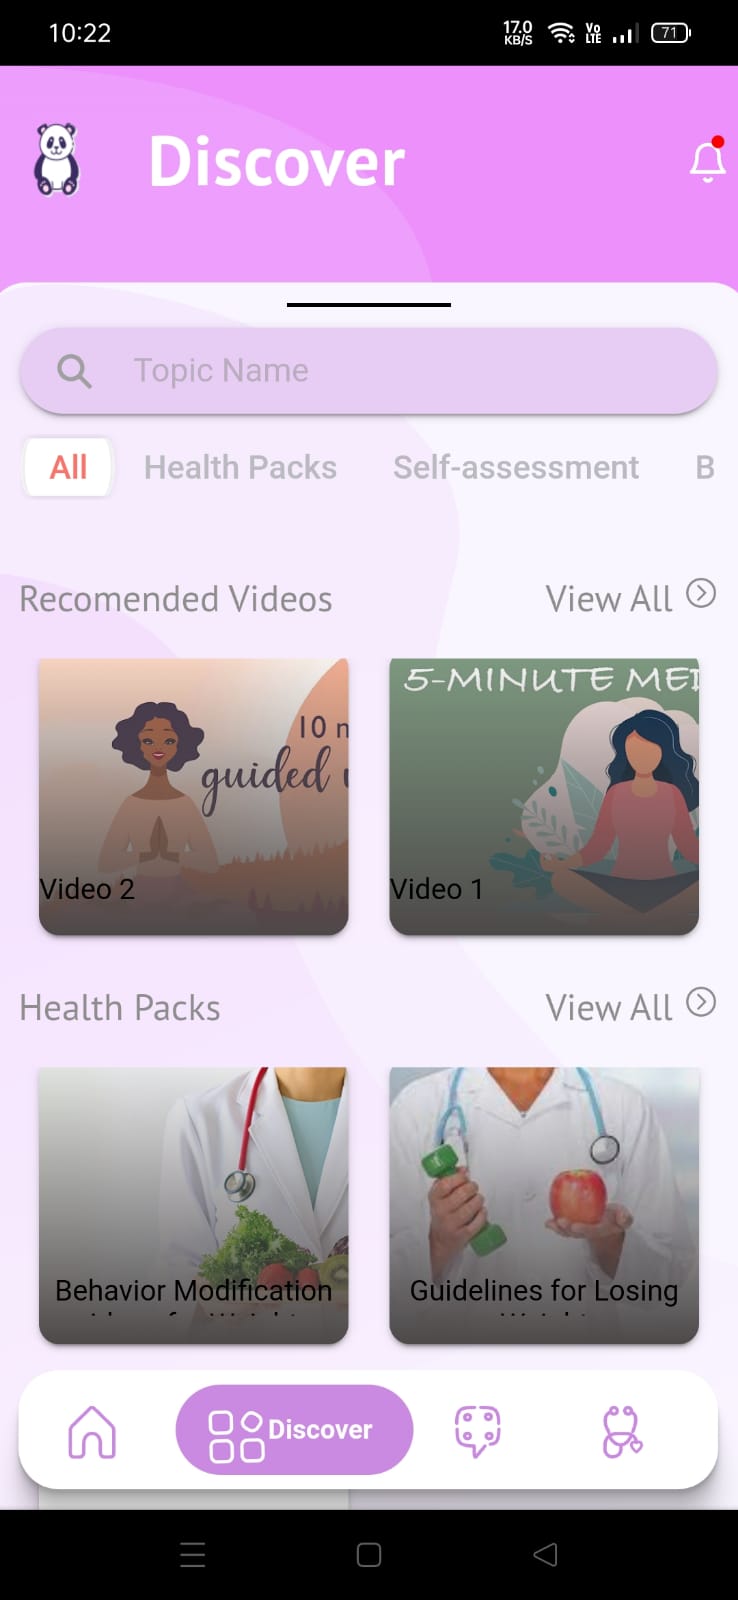 10:22
17.0
KB/S
Vo
LTE
71
Discover
Topic Name
All Health Packs Self-assessment B
Recomended Videos View All
10
guided
Video 2
5-MINUTE
Video 1
Health Packs View All
Behavior Modification
Guidelines for Losing
Discover